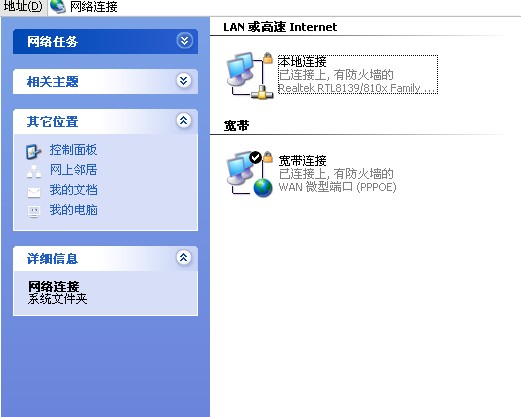 地址(D) 网络连接
网络任务
相关主题
其它位置
控制面板
网上邻居
我的文档
我的电脑
详细信息
网络连接
系统文件夹
LAN 或高速 Internet
本地连接
已连接上, 有防火墙的
Realtek RTL8139/810x Family ...
宽带
宽带连接
已连接上, 有防火墙的
WAN 微型端口 (PPPOE)